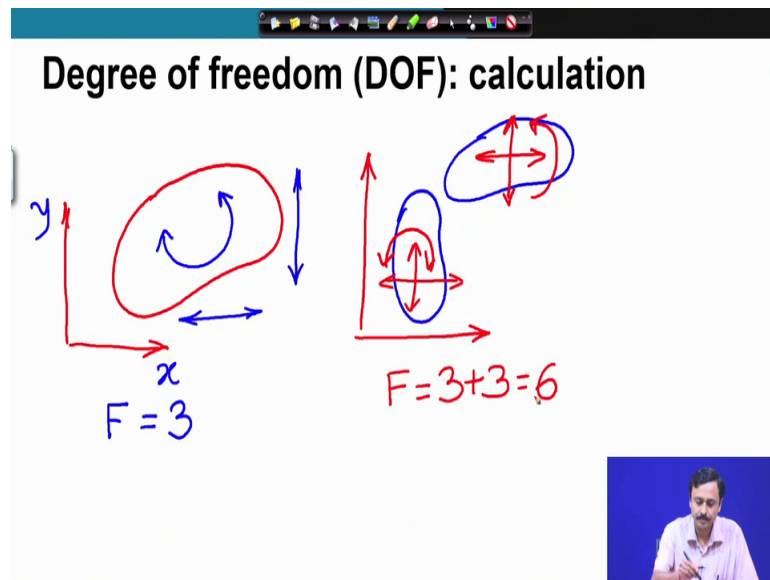 Degree of freedom (DOF): calculation
y
x
F = 3
F = 3 + 3 = 6